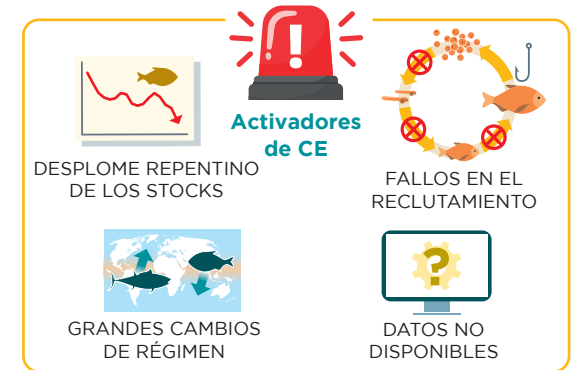 Activadores
de CE
DESPLOME REPENTINO
DE LOS STOCKS
FALLOS EN EL
RECLUTAMIENTO
GRANDES CAMBIOS
DE RÉGIMEN
?
DATOS NO
DISPONIBLES